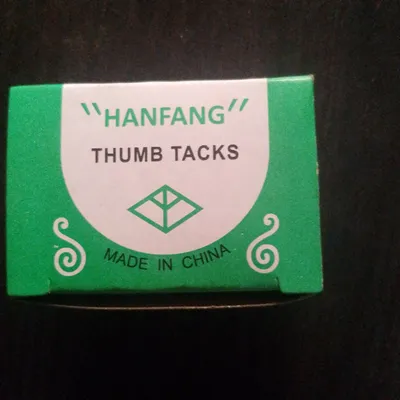 "HANFANG"
THUMB TACKS
MADE IN CHINA